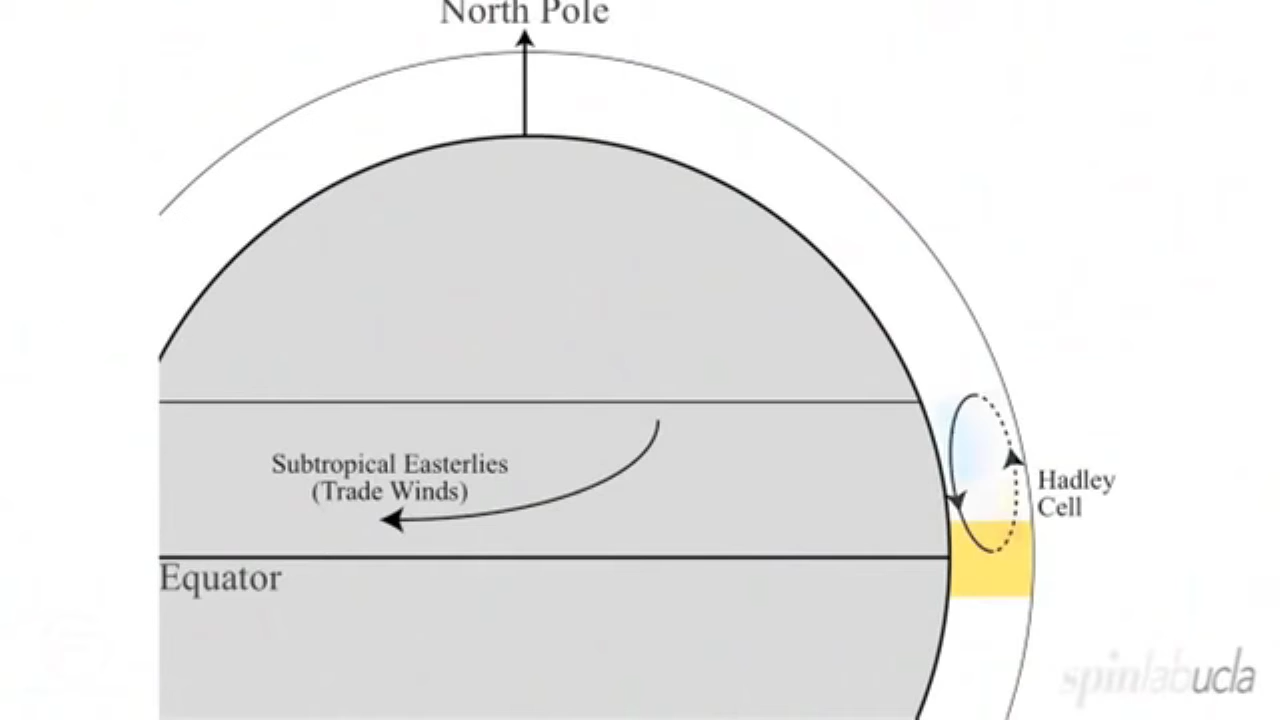 North Pole
Subtropical Easterlies
(Trade Winds)
Hadley
Cell
Equator
spinlabucla